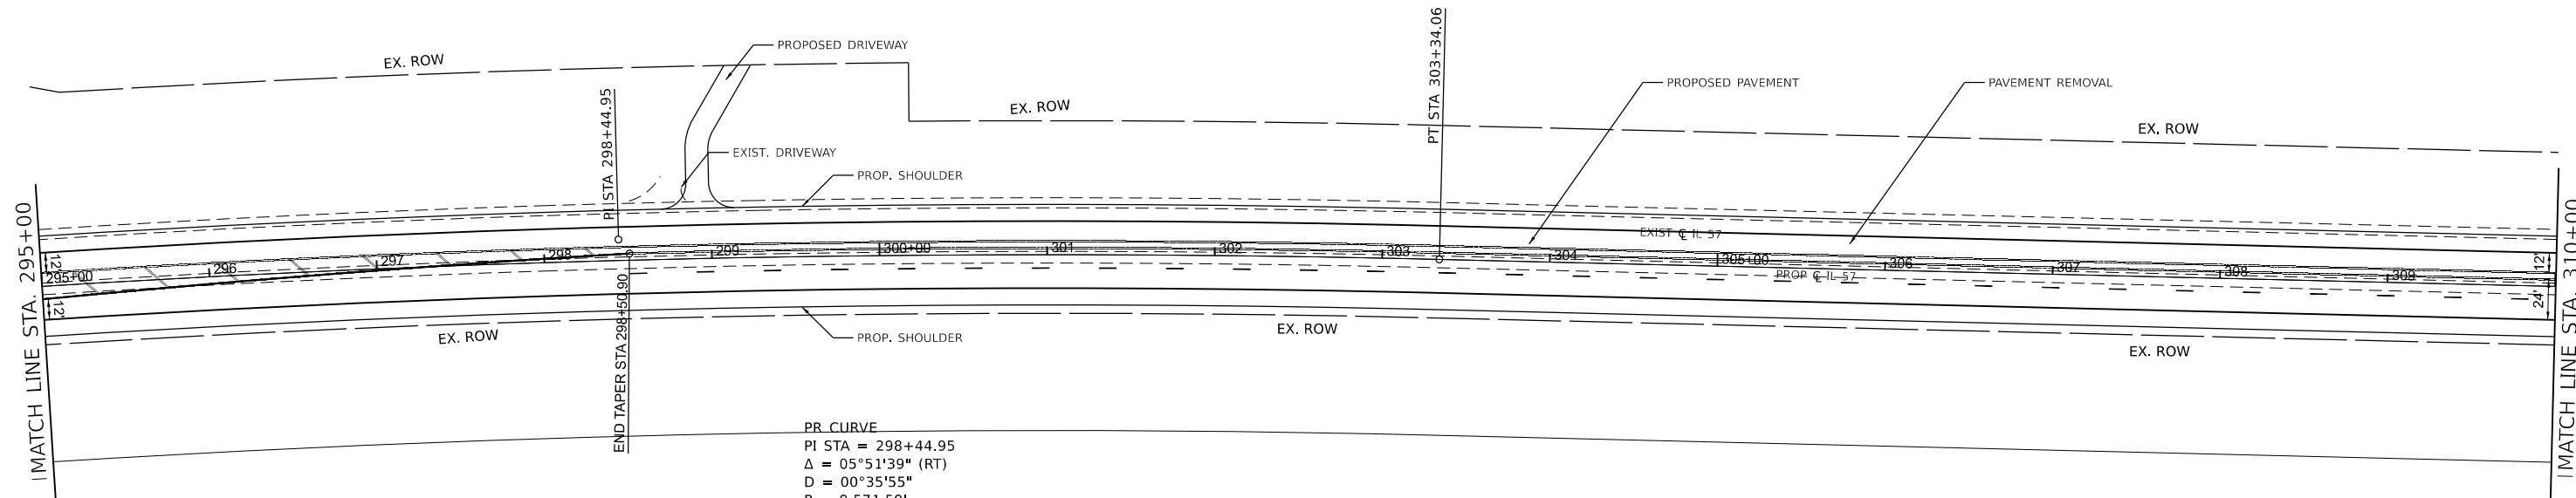 PROPOSED DRIVEWAY
EX. ROW
PT STA 303+34.06
PROPOSED PAVEMENT
PAVEMENT REMOVAL
EX. ROW
EX. ROW
PI STA 298+44.95
EXIST. DRIVEWAY
PROP. SHOULDER
MATCH LINE STA. 295+00
MATCH LINE STA. 310+00
EXIST ℄ IL 57
12'
295+00
296
297
298
299
300+00
301
302
303
304
305+00
306
307
308
309
12'
PROP ℄ IL 57
12'
24'
END TAPER STA 298+50.90
EX. ROW
PROP. SHOULDER
EX. ROW
EX. ROW
PR CURVE
PI STA = 298+44.95
Δ = 05°51'39" (RT)
D = 00°35'55"